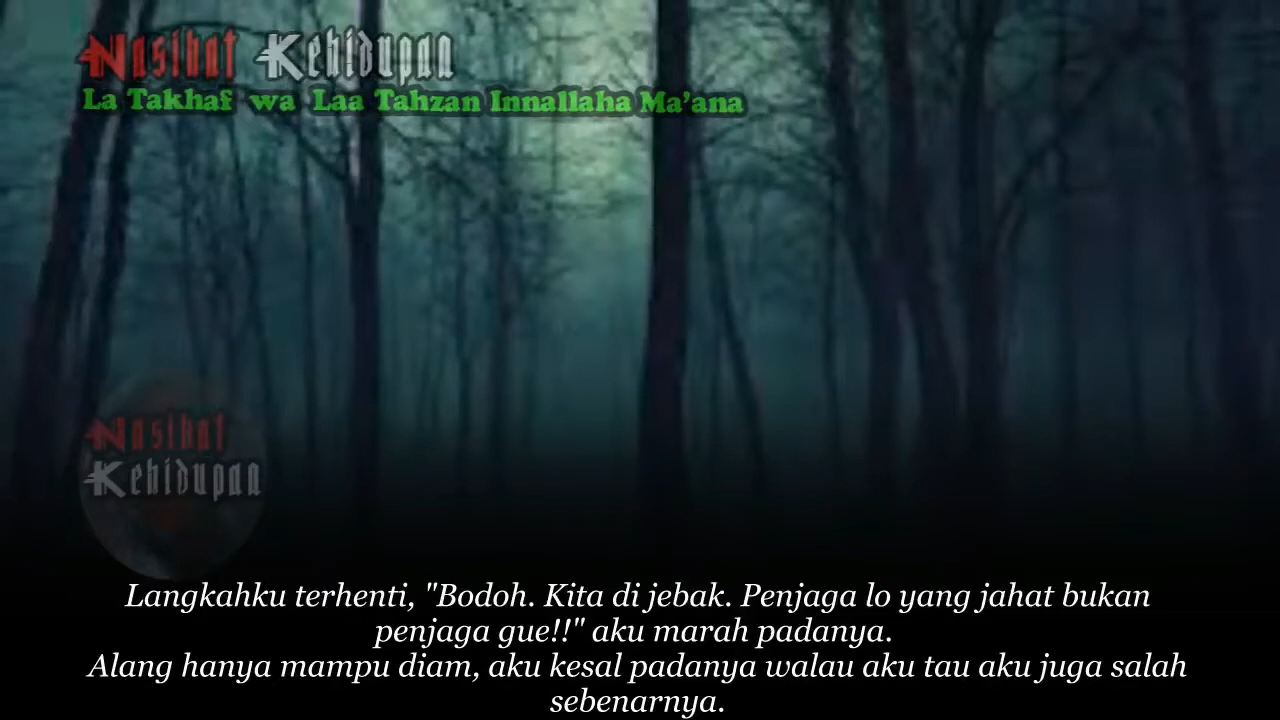 Nasihat Kehidupan
La Takhaf wa Laa Tahzan Innallaha Ma'ana
Nasihat
Kehidupan
Langkahku terhenti, "Bodoh. Kita di jebak. Penjaga lo yang jahat bukan
penjaga gue!!" aku marah padanya.
Alang hanya mampu diam, aku kesal padanya walau aku tau aku juga salah
sebenarnya.